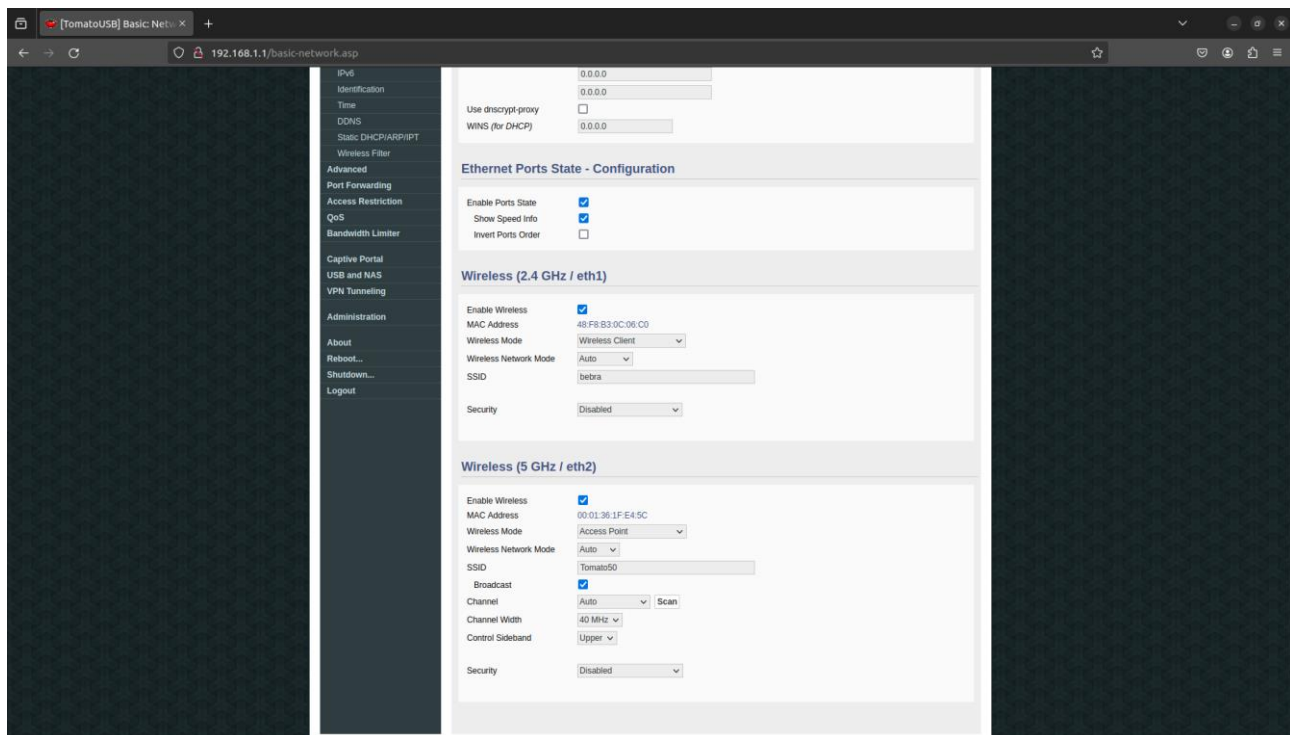 [TomatoUSB] Basic: Netw
192.168.1.1/basic-network.asp
IPv6
Identification
Time
DDNS
Static DHCP/ARP/IPT
Wireless Filter
Advanced
Port Forwarding
Access Restriction
QoS
Bandwidth Limiter
Captive Portal
USB and NAS
VPN Tunneling
Administration
About
Reboot...
Shutdown...
Logout
0.0.0.0
0.0.0.0
Use dnscrypt-proxy
WINS (for DHCP) 0.0.0.0
Ethernet Ports State - Configuration
Enable Ports State
Show Speed Info
Invert Ports Order
Wireless (2.4 GHz / eth1)
Enable Wireless
MAC Address 48:F8:B3:0C:06:C0
Wireless Mode Wireless Client
Wireless Network Mode Auto
SSID bebra
Security Disabled
Wireless (5 GHz / eth2)
Enable Wireless
MAC Address 00:01:36:1F:E4:5C
Wireless Mode Access Point
Wireless Network Mode Auto
SSID Tomato50
Broadcast
Channel Auto Scan
Channel Width 40 MHz
Control Sideband Upper
Security Disabled